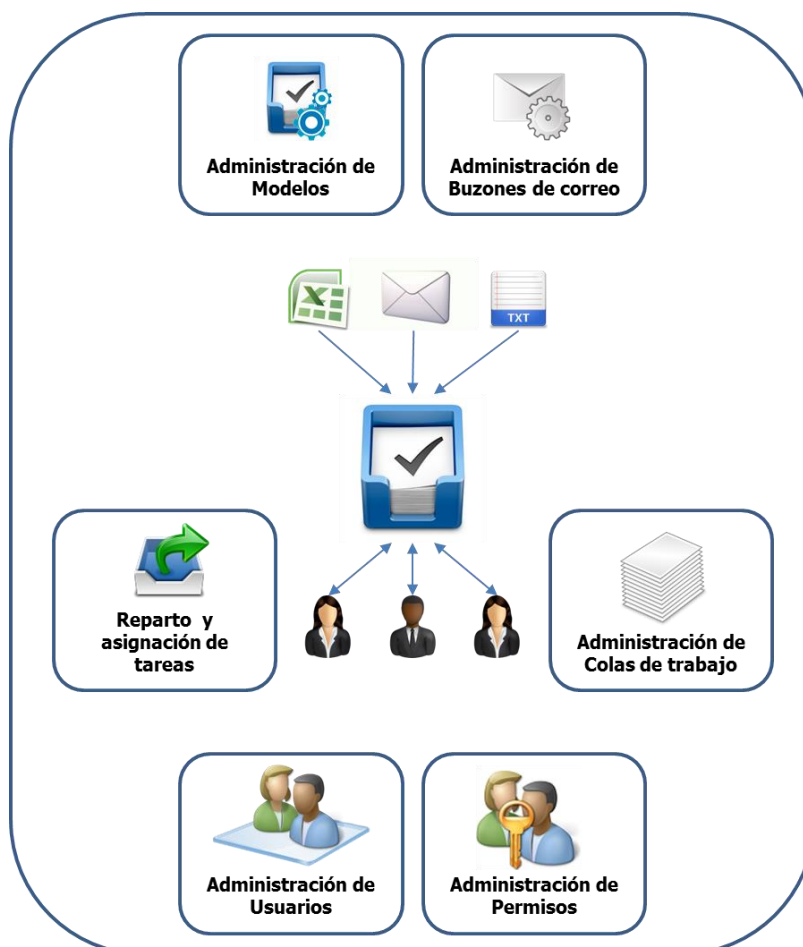 Administración de
Modelos
Administración de
Buzones de correo
X
TXT
Reparto y
asignación de
tareas
Administración de
Colas de trabajo
Administración de
Usuarios
Administración de
Permisos